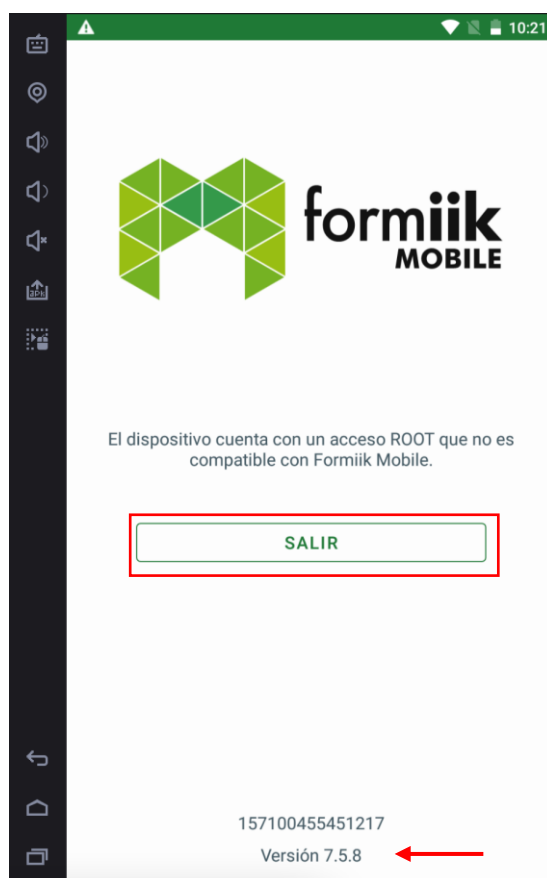 10:21
formiik
MOBILE
El dispositivo cuenta con un acceso ROOT que no es
compatible con Formiik Mobile.
SALIR
157100455451217
Versión 7.5.8